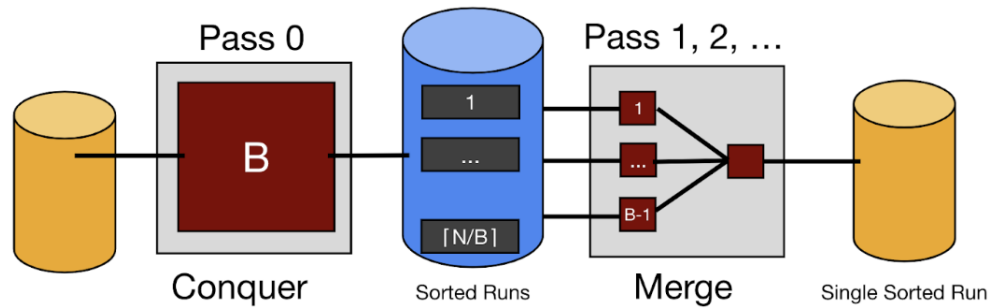 Pass 0
Pass 1, 2, ...
B
1
...
⌈N/B⌉
1
...
B-1
Conquer
Sorted Runs
Merge
Single Sorted Run